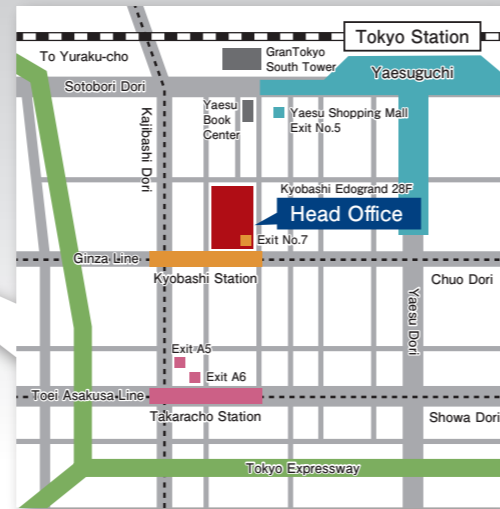 Tokyo Station
To Yuraku-cho
GranTokyo
South Tower
Yaesuguchi
Sotobori Dori
Kajibashi Dori
Yaesu
Book
Center
Yaesu Shopping Mall
Exit No.5
Kyobashi Edogrand 28F
Head Office
Exit No.7
Ginza Line
Kyobashi Station
Chuo Dori
Yaesu Dori
Exit A5
Exit A6
Toei Asakusa Line
Takaracho Station
Showa Dori
Tokyo Expressway